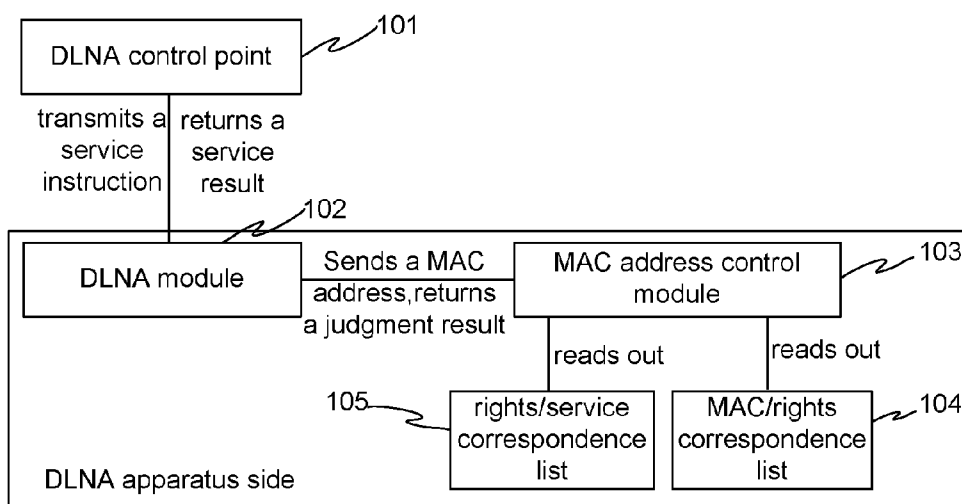 101
DLNA control point
transmits a
service
instruction
returns a
service
result
102
DLNA module
Sends a MAC
address,returns
a judgment result
MAC address control
module
103
reads out
reads out
105
rights/service
correspondence
list
MAC/rights
correspondence
list
104
DLNA apparatus side